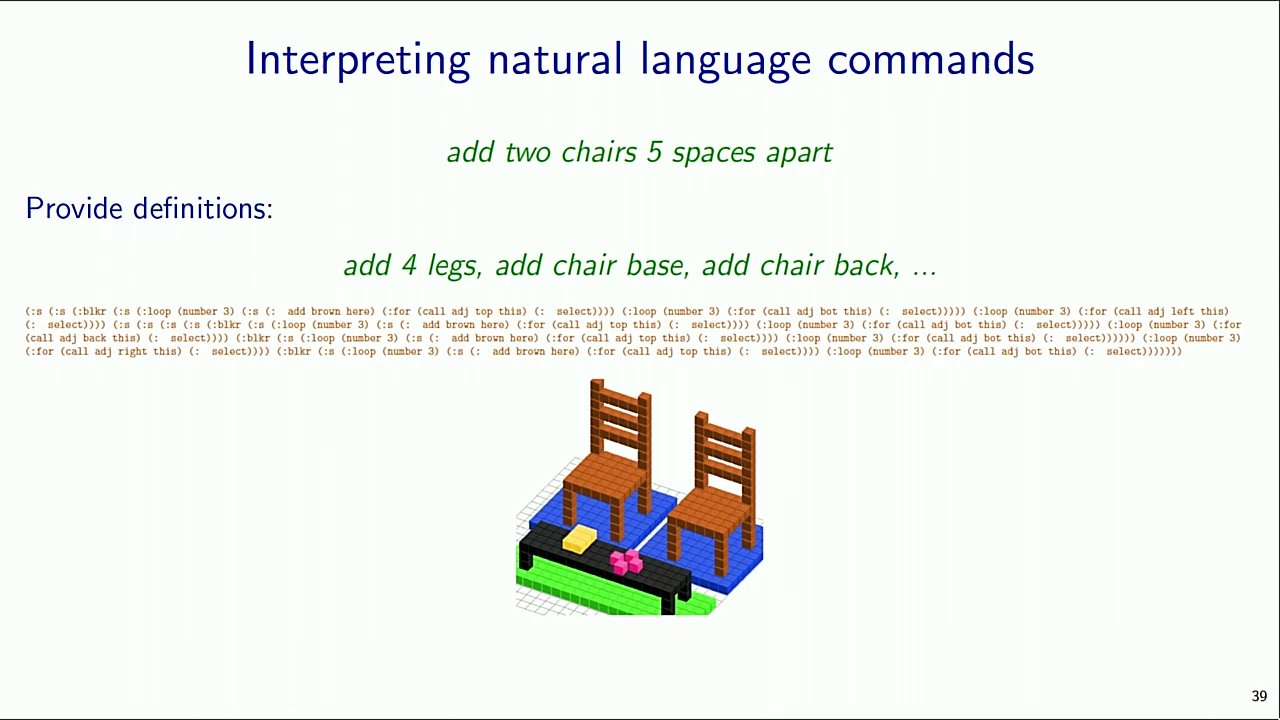 Interpreting natural language commands
add two chairs 5 spaces apart
Provide definitions:
add 4 legs, add chair base, add chair back, ...
(:s (:s (:blkr (:s (:loop (number 3) (:s (: add brown here) (:for (call adj top this) (: select)))) (:loop (number 3) (:for (call adj bot this) (: select))))) (:loop (number 3) (:for (call adj left this)
(: select)))) (:s (:s (:s (:s (:blkr (:s (:loop (number 3) (:s (: add brown here) (:for (call adj top this) (: select)))) (:loop (number 3) (:for (call adj bot this) (: select))))) (:loop (number 3) (:for
(call adj back this) (: select)))) (:blkr (:s (:loop (number 3) (:s (: add brown here) (:for (call adj top this) (: select)))) (:loop (number 3) (:for (call adj bot this) (: select)))))) (:loop (number 3)
(:for (call adj right this) (: select)))) (:blkr (:s (:loop (number 3) (:s (: add brown here) (:for (call adj top this) (: select)))) (:loop (number 3) (:for (call adj bot this) (: select)))))))
39